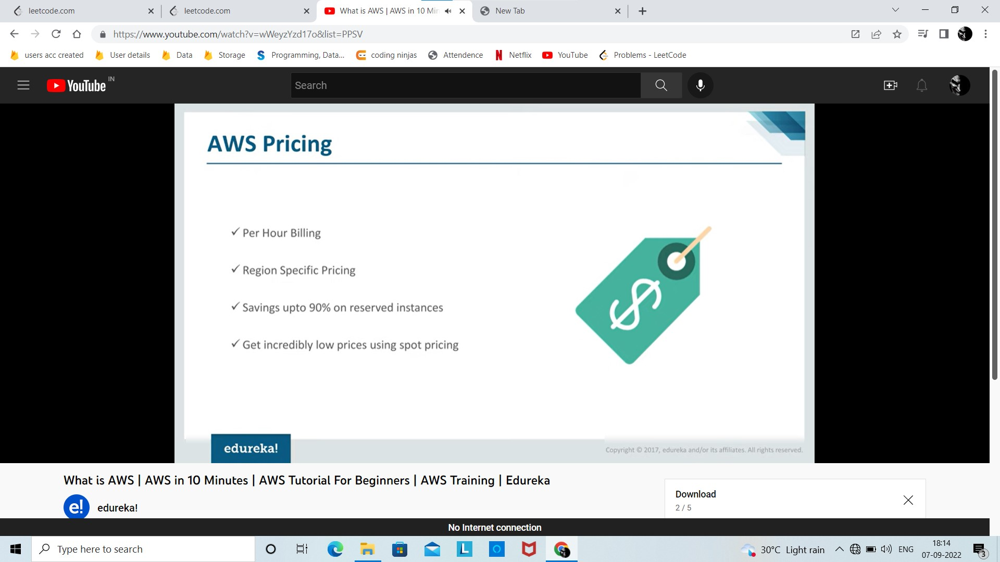 leetcode.com
leetcode.com
What is AWS | AWS in 10 Min
New Tab
https://www.youtube.com/watch?v=wWeyzYzd17o&list=PPSV
users acc created
User details
Data
Storage
Programming, Data...
coding ninjas
Attendence
Netflix
YouTube
Problems - LeetCode
YouTube IN
Search
AWS Pricing
✓ Per Hour Billing
✓ Region Specific Pricing
✓ Savings upto 90% on reserved instances
✓ Get incredibly low prices using spot pricing
$
edureka!
Copyright © 2017, edureka and/or its affiliates. All rights reserved.
What is AWS | AWS in 10 Minutes | AWS Tutorial For Beginners | AWS Training | Edureka
e!
edureka!
Download
2 / 5
No Internet connection
Type here to search
L
30°C Light rain
ENG
18:14
07-09-2022
3